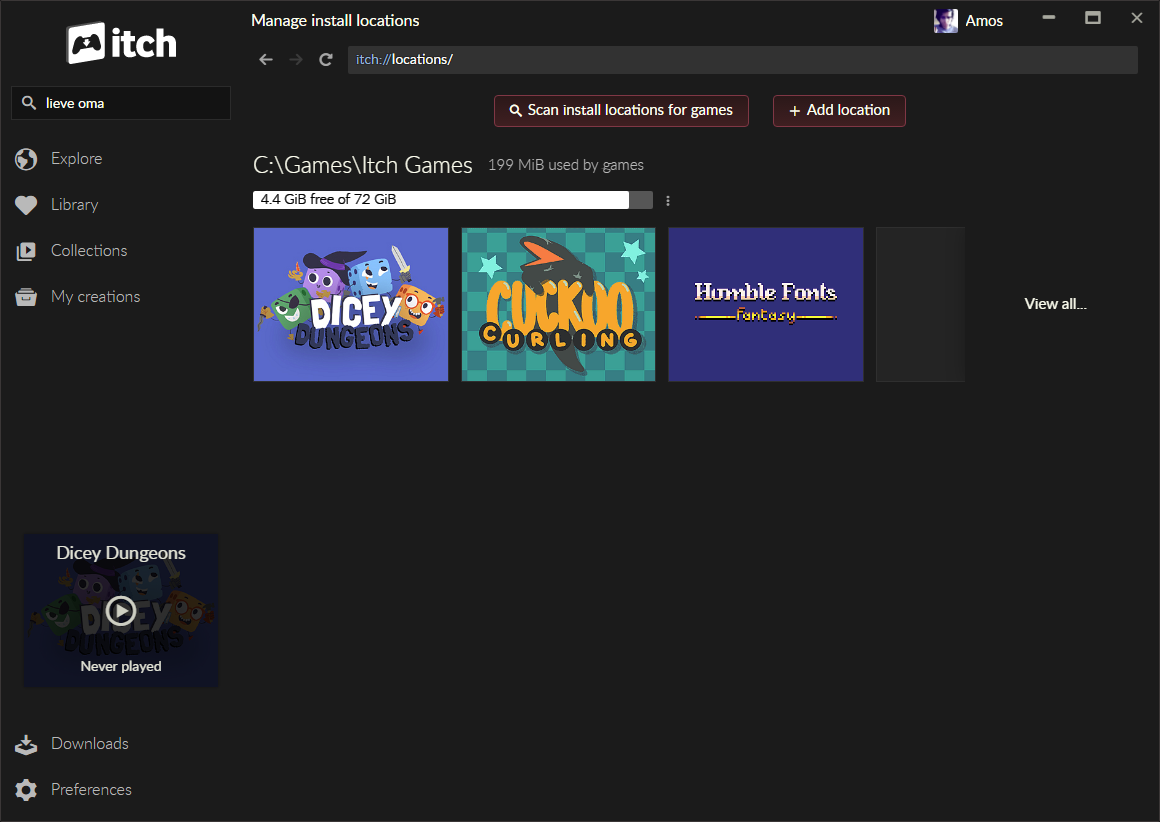 itch
Manage install locations
Amos
itch://locations/
lieve oma
Scan install locations for games
+ Add location
Explore
Library
Collections
My creations
C:\Games\Itch Games
199 MiB used by games
4.4 GiB free of 72 GiB
DICEY
DUNGEONS
CUCKOO
CURLING
Humble Fonts
fantasy
View all...
Dicey Dungeons
DICEY
DUNGEONS
Never played
Downloads
Preferences